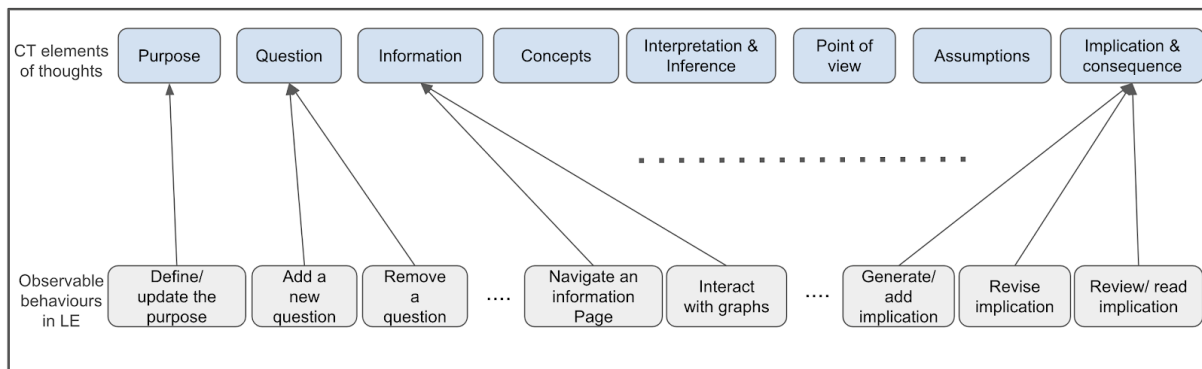 CT elements
of thoughts
Purpose
Question
Information
Concepts
Interpretation &
Inference
Point of
view
Assumptions
Implication &
consequence
Observable
behaviours
in LE
Define/
update the
purpose
Add a
new
question
Remove
a
question
....
Navigate an
information
Page
Interact
with graphs
....
Generate/
add
implication
Revise
implication
Review/ read
implication